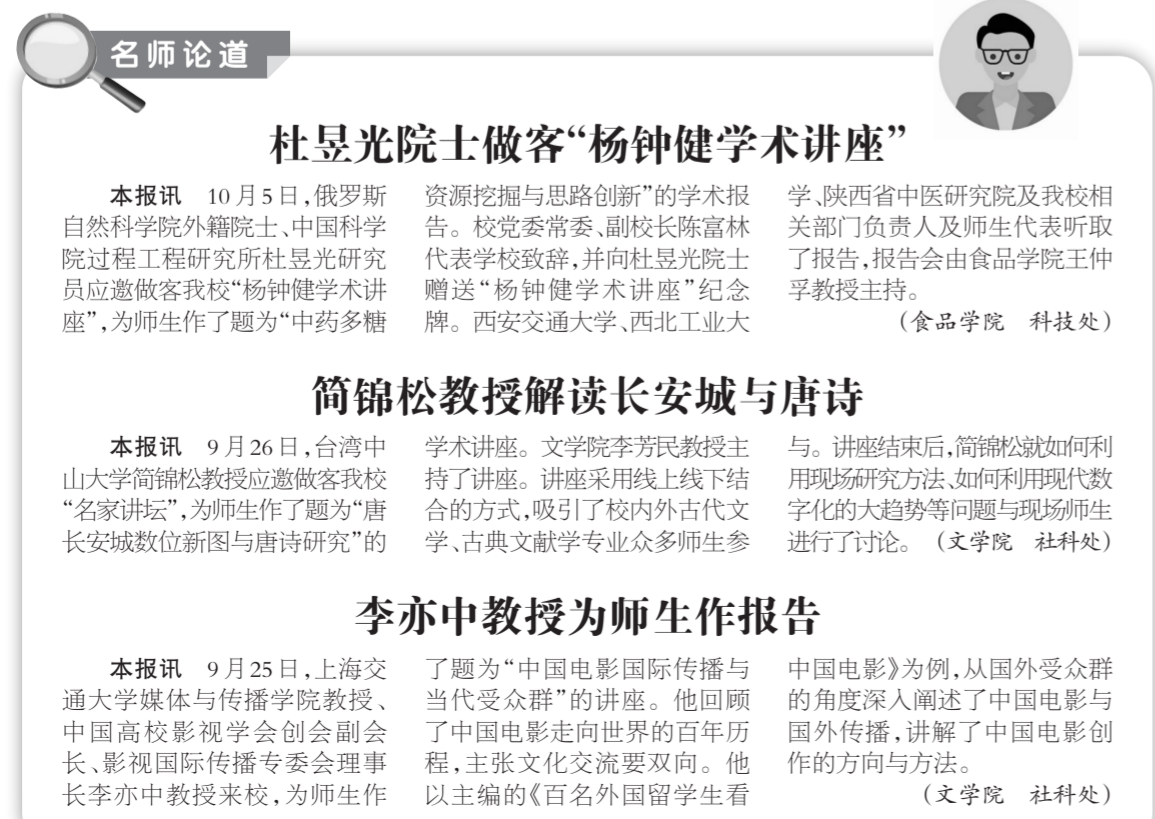 名师论道
杜昱光院士做客“杨钟健学术讲座”
本报讯　10月5日，俄罗斯
自然科学院外籍院士、中国科学
院过程工程研究所杜昱光研究
员应邀做客我校“杨钟健学术讲
座”，为师生作了题为“中药多糖
资源挖掘与思路创新”的学术报
告。校党委常委、副校长陈富林
代表学校致辞，并向杜昱光院士
赠送“杨钟健学术讲座”纪念
牌。西安交通大学、西北工业大
学、陕西省中医研究院及我校相
关部门负责人及师生代表听取
了报告，报告会由食品学院王仲
孚教授主持。
（食品学院　科技处）
简锦松教授解读长安城与唐诗
本报讯　9月26日，台湾中
山大学简锦松教授应邀做客我校
“名家讲坛”，为师生作了题为“唐
长安城数位新图与唐诗研究”的
学术讲座。文学院李芳民教授主
持了讲座。讲座采用线上线下结
合的方式，吸引了校内外古代文
学、古典文献学专业众多师生参
与。讲座结束后，简锦松就如何利
用现场研究方法、如何利用现代数
字化的大趋势等问题与现场师生
进行了讨论。（文学院　社科处）
李亦中教授为师生作报告
本报讯　9月25日，上海交
通大学媒体与传播学院教授、
中国高校影视学会创会副会
长、影视国际传播专委会理事
长李亦中教授来校，为师生作
了题为“中国电影国际传播与
当代受众群”的讲座。他回顾
了中国电影走向世界的百年历
程，主张文化交流要双向。他
以主编的《百名外国留学生看
中国电影》为例，从国外受众群
的角度深入阐述了中国电影与
国外传播，讲解了中国电影创
作的方向与方法。
（文学院　社科处）